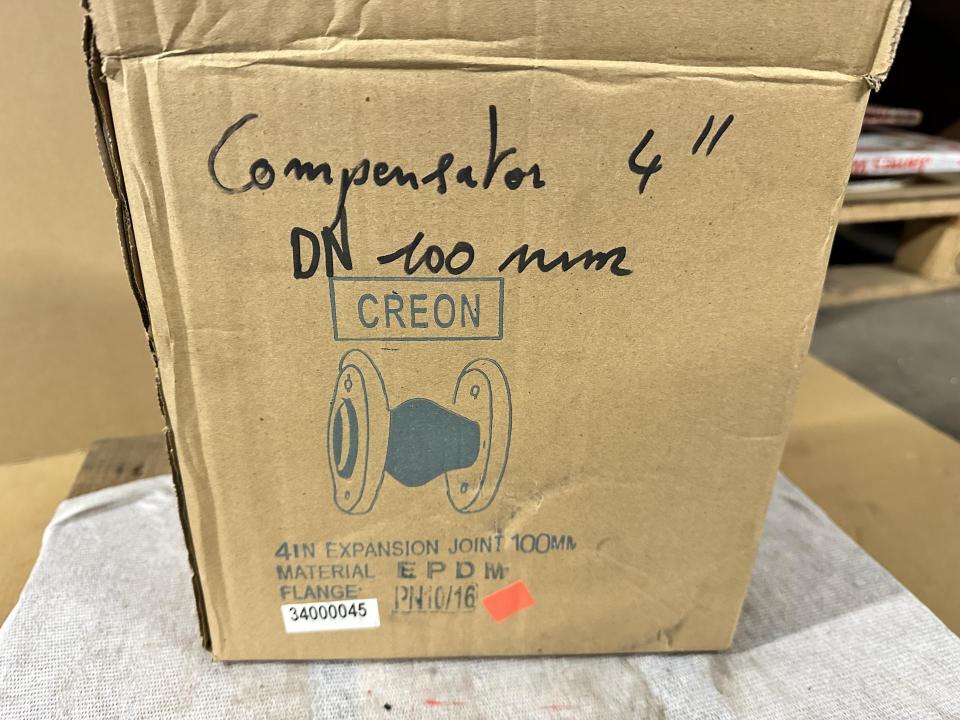 Compensator 4"
DN 100 mm
CREON
4IN EXPANSION JOINT 100MM
MATERIAL EPDM
FLANGE: PN10/16
34000045